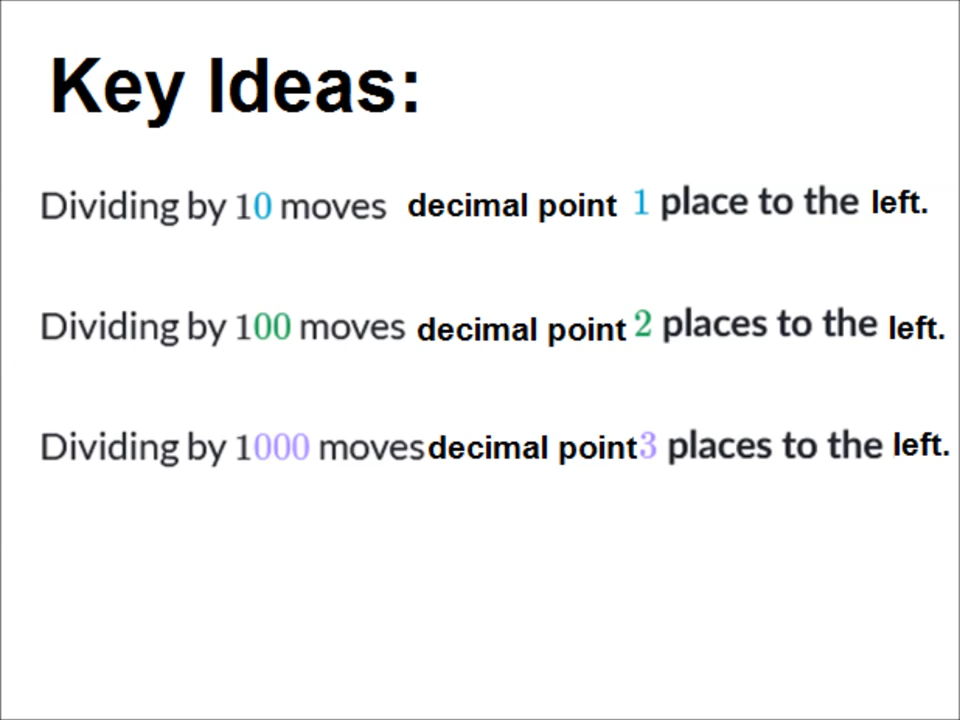 Key Ideas:
Dividing by 10 moves decimal point 1 place to the left.
Dividing by 100 moves decimal point 2 places to the left.
Dividing by 1000 moves decimal point 3 places to the left.